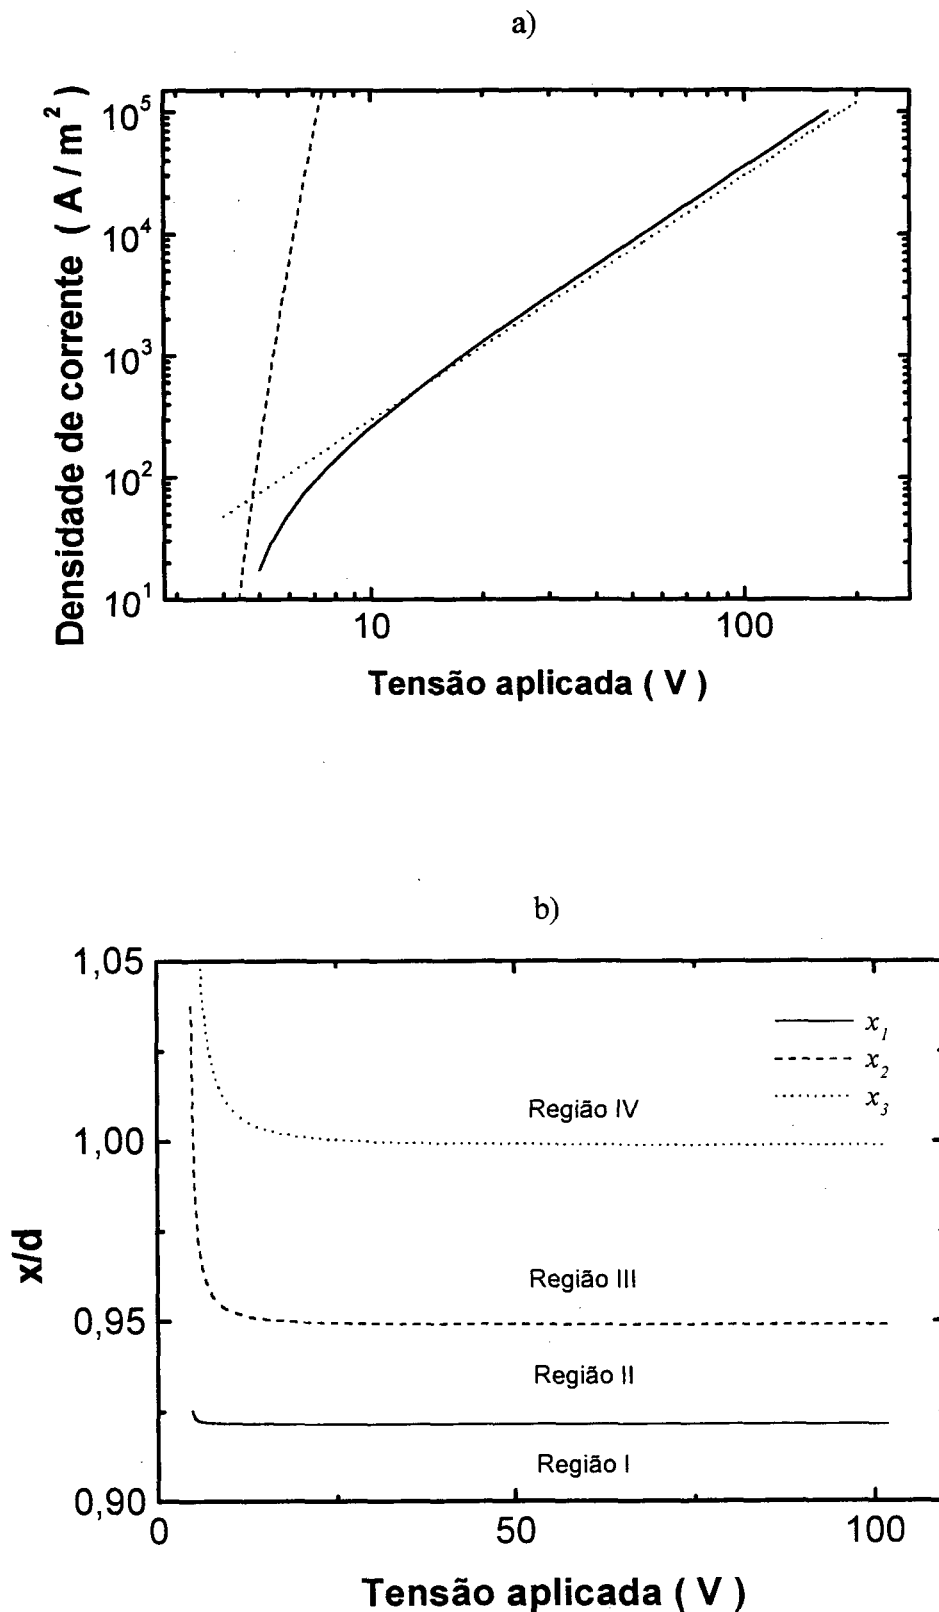 a)
Densidade de corrente ( A / m²)
10⁵
10⁴
10³
10²
10¹
10
100
Tensão aplicada ( V )
b)
x/d
1,05
1,00
0,95
0,90
x₁
x₂
x₃
Região IV
Região III
Região II
Região I
0
50
100
Tensão aplicada ( V )